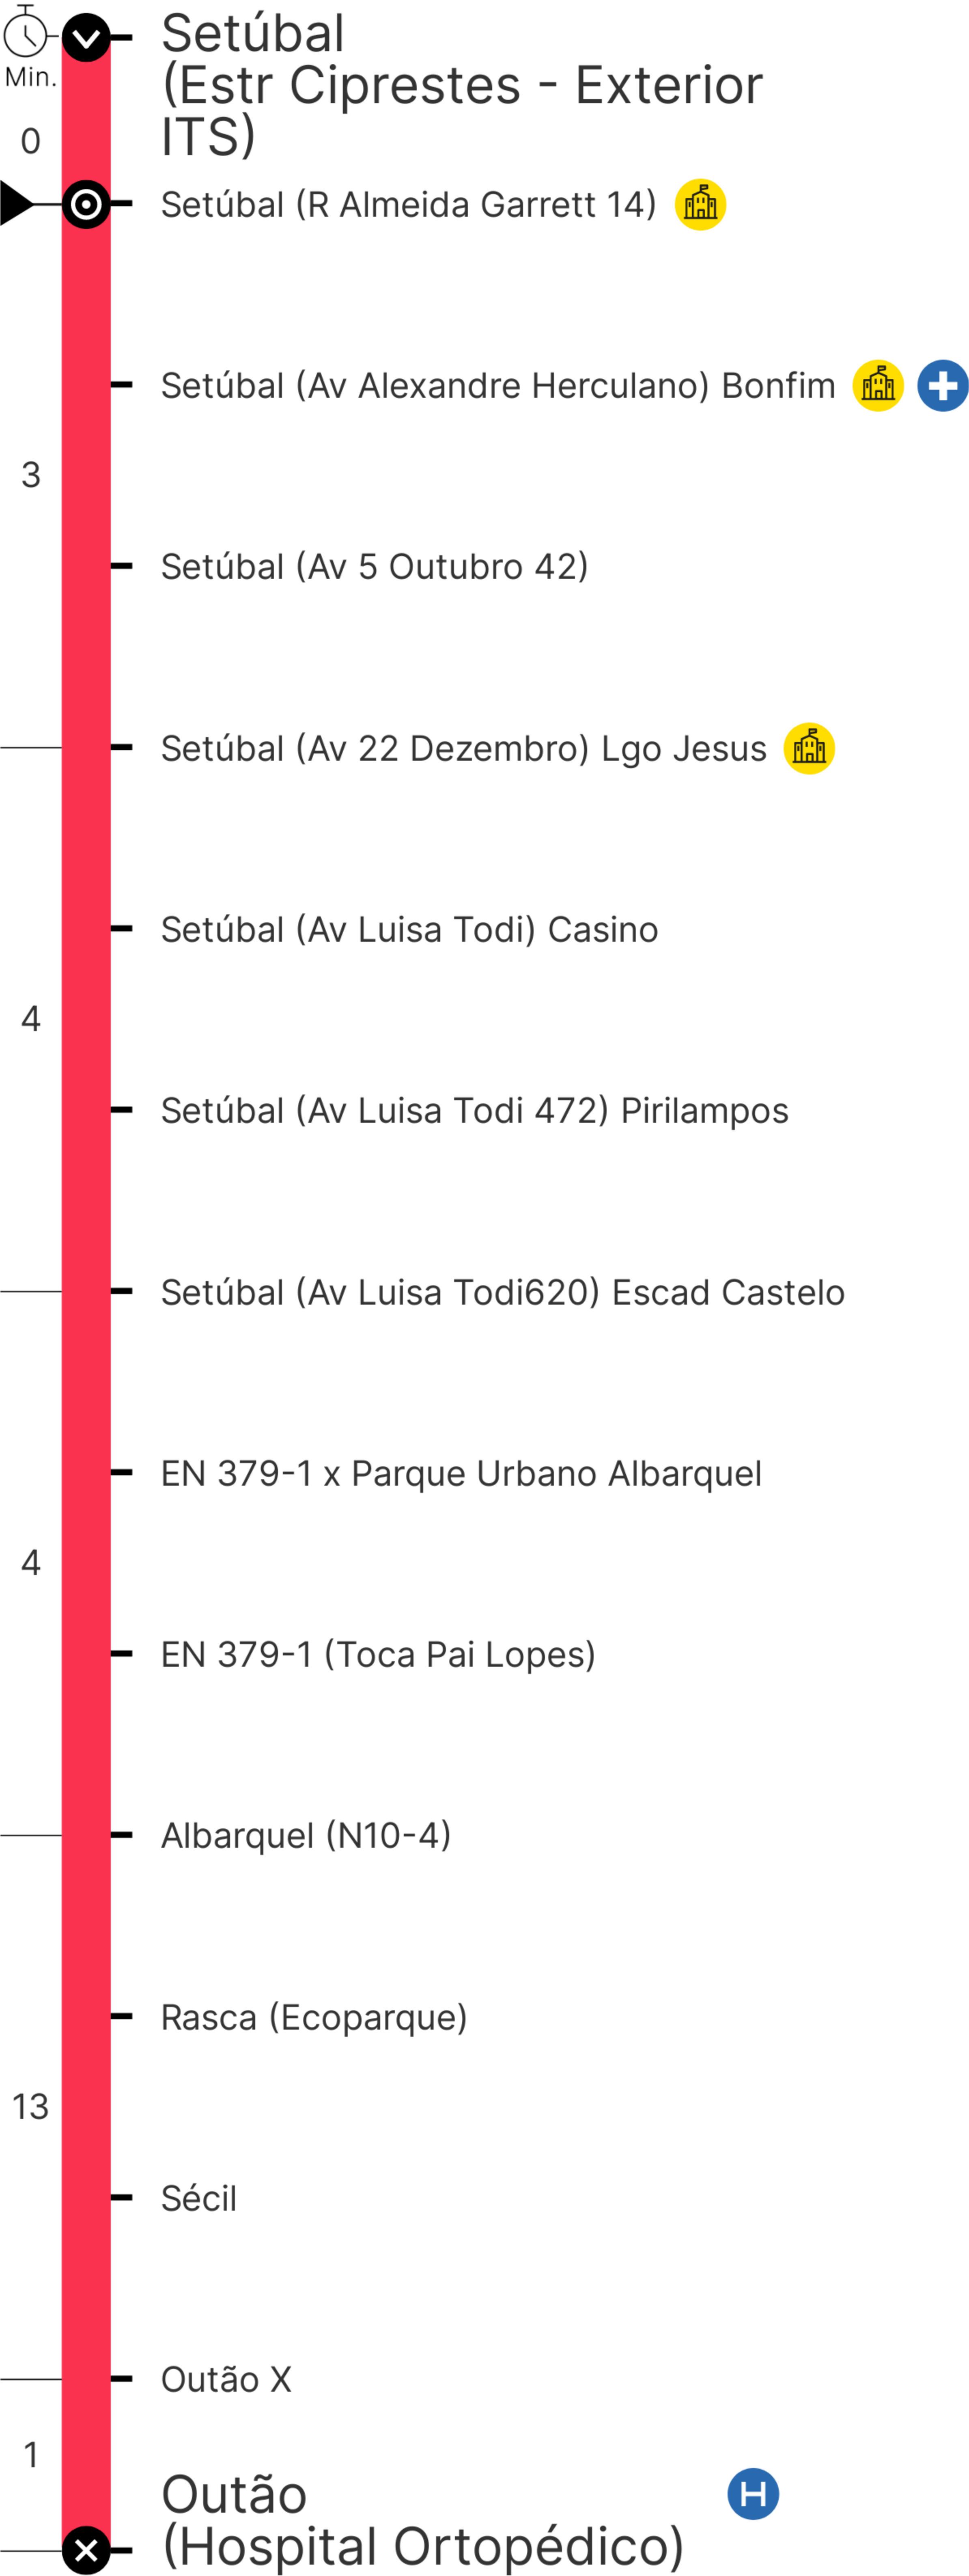 Setúbal
(Estr Ciprestes - Exterior
ITS)
Min.
0
Setúbal (R Almeida Garrett 14)
Setúbal (Av Alexandre Herculano) Bonfim
3
Setúbal (Av 5 Outubro 42)
Setúbal (Av 22 Dezembro) Lgo Jesus
Setúbal (Av Luisa Todi) Casino
4
Setúbal (Av Luisa Todi 472) Pirilampos
Setúbal (Av Luisa Todi620) Escad Castelo
EN 379-1 x Parque Urbano Albarquel
4
EN 379-1 (Toca Pai Lopes)
Albarquel (N10-4)
Rasca (Ecoparque)
13
Sécil
Outão X
1
Outão
H
(Hospital Ortopédico)